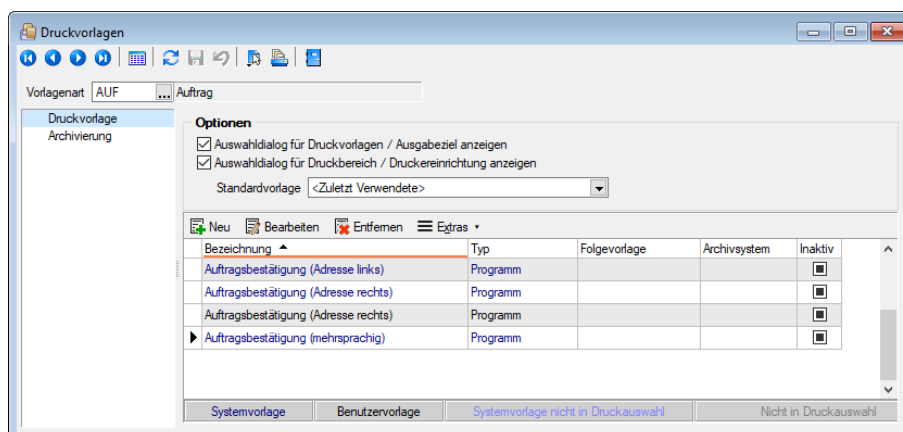 Druckvorlagen
Vorlagenart AUF ... Auftrag
Druckvorlage
Archivierung
Optionen
Auswahldialog für Druckvorlagen / Ausgabeziel anzeigen
Auswahldialog für Druckbereich / Druckereinrichtung anzeigen
Standardvorlage <Zuletzt Verwendete>
Neu Bearbeiten Entfernen Extras
Bezeichnung Typ Folgevorlage Archivsystem Inaktiv
Auftragsbestätigung (Adresse links) Programm
Auftragsbestätigung (Adresse rechts) Programm
Auftragsbestätigung (Adresse rechts) Programm
Auftragsbestätigung (mehrsprachig) Programm
Systemvorlage Benutzervorlage Systemvorlage nicht in Druckauswahl Nicht in Druckauswahl